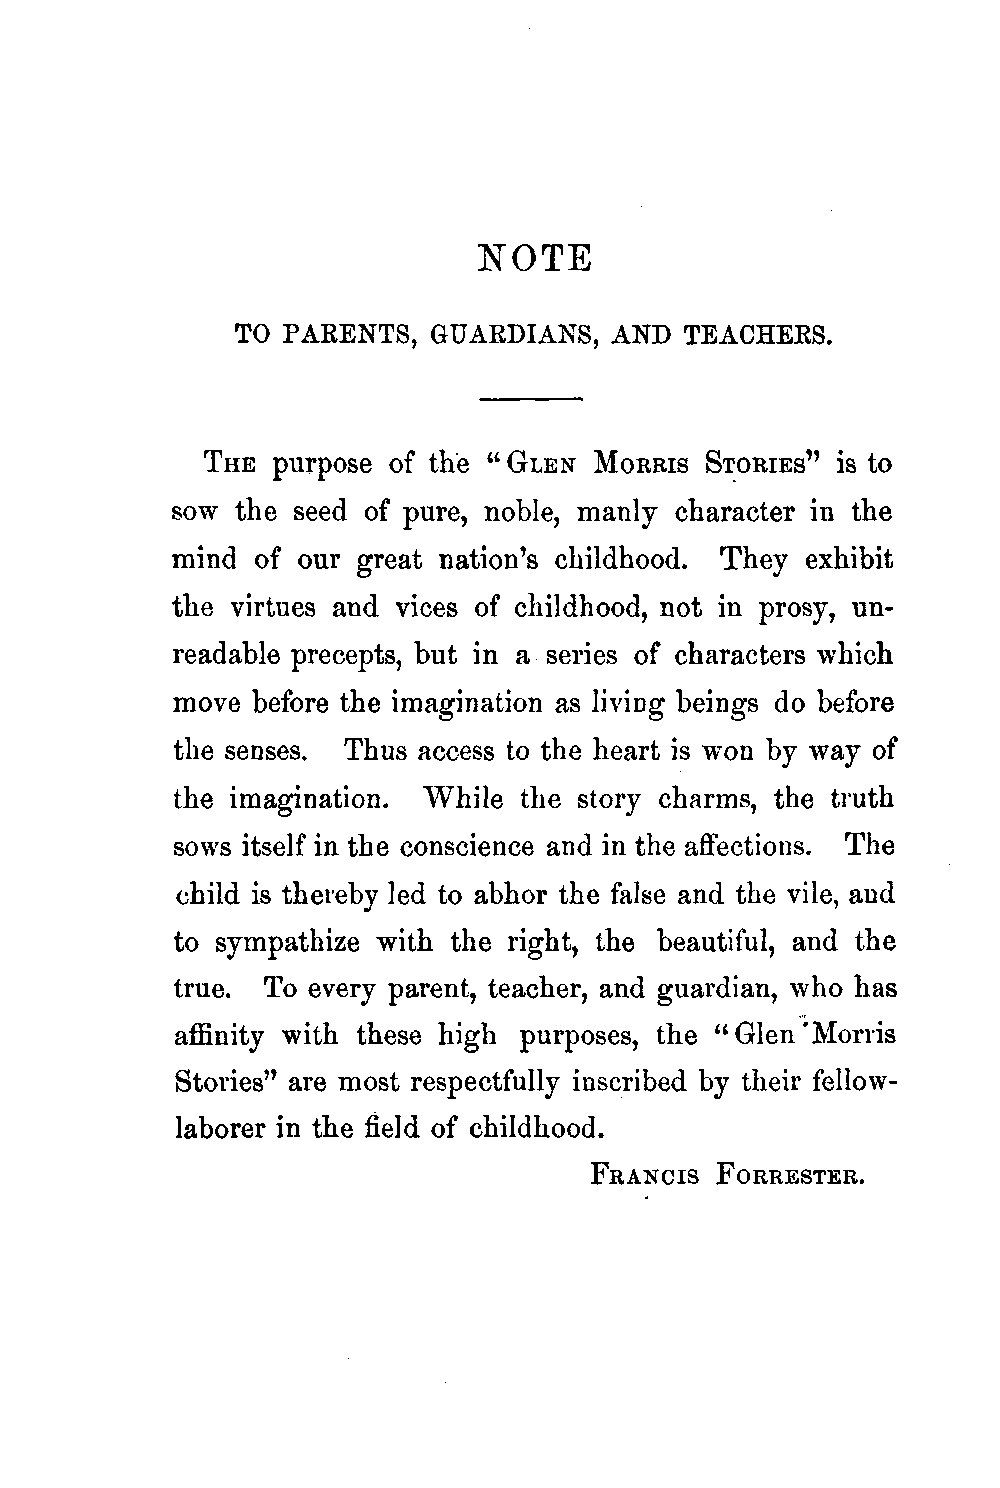 NOTE
TO PARENTS, GUARDIANS, AND TEACHERS.
THE purpose of the “GLEN MORRIS STORIES” is to
sow the seed of pure, noble, manly character in the
mind of our great nation's childhood. They exhibit
the virtues and vices of childhood, not in prosy, un-
readable precepts, but in a series of characters which
move before the imagination as living beings do before
the senses. Thus access to the heart is won by way of
the imagination. While the story charms, the truth
sows itself in the conscience and in the affections. The
child is thereby led to abhor the false and the vile, and
to sympathize with the right, the beautiful, and the
true. To every parent, teacher, and guardian, who has
affinity with these high purposes, the “Glen Morris
Stories” are most respectfully inscribed by their fellow-
laborer in the field of childhood.
FRANCIS FORRESTER.